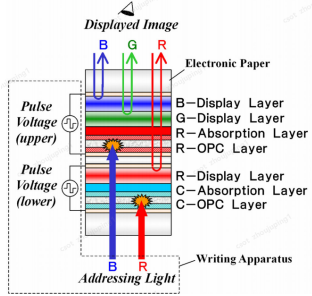 Displayed Image
B G R
Electronic Paper
Pulse
Voltage
(upper)
B-Display Layer
G-Display Layer
R-Absorption Layer
R-OPC Layer
Pulse
Voltage
(lower)
R-Display Layer
C-Absorption Layer
C-OPC Layer
Writing Apparatus
B R
Addressing Light